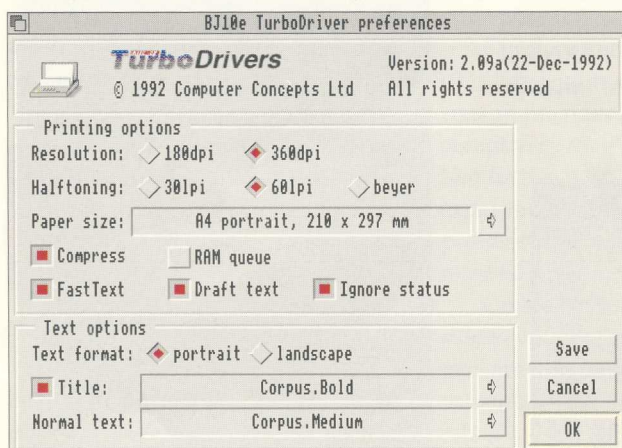 BJ10e TurboDriver preferences
TurboDrivers
Version: 2.09a(22-Dec-1992)
© 1992 Computer Concepts Ltd All rights reserved
Printing options
Resolution: 180dpi 360dpi
Halftoning: 30lpi 60lpi beyer
Paper size: A4 portrait, 210 x 297 mm
Compress RAM queue
FastText Draft text Ignore status
Text options
Text format: portrait landscape
Title: Corpus.Bold
Normal text: Corpus.Medium
Save
Cancel
OK